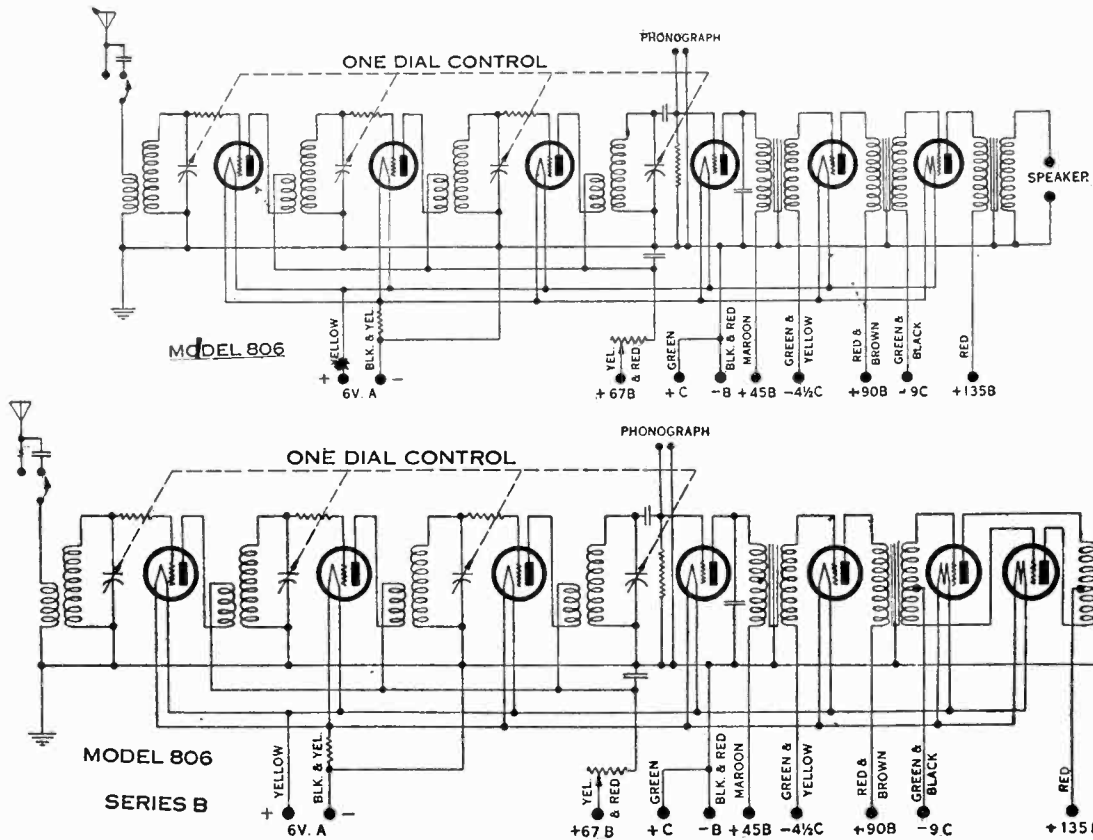 PHONOGRAPH
ONE DIAL CONTROL
SPEAKER
MODEL 806
YELLOW
BLK. & YEL.
YEL. & RED
GREEN
BLK. & RED
MAROON
GREEN & YELLOW
RED & BROWN
GREEN & BLACK
RED
+ 6V. A -
+67B
+C
-B
+45B
-4½C
+90B
-9C
+135B
PHONOGRAPH
ONE DIAL CONTROL
MODEL 806
SERIES B
YELLOW
BLK. & YEL.
YEL. & RED
GREEN
BLK. & RED
MAROON
GREEN & YELLOW
RED & BROWN
GREEN & BLACK
RED
+ 6V. A -
+67B
+C
-B
+45B
-4½C
+90B
-9C
+135